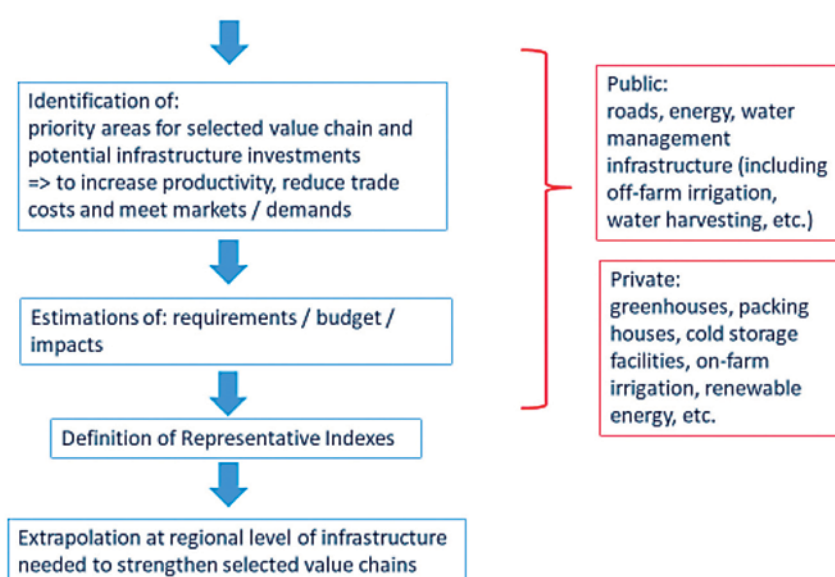 Identification of:
priority areas for selected value chain and
potential infrastructure investments
=> to increase productivity, reduce trade
costs and meet markets / demands
Estimations of: requirements / budget /
impacts
Definition of Representative Indexes
Extrapolation at regional level of infrastructure
needed to strengthen selected value chains
Public:
roads, energy, water
management
infrastructure (including
off-farm irrigation,
water harvesting, etc.)
Private:
greenhouses, packing
houses, cold storage
facilities, on-farm
irrigation, renewable
energy, etc.